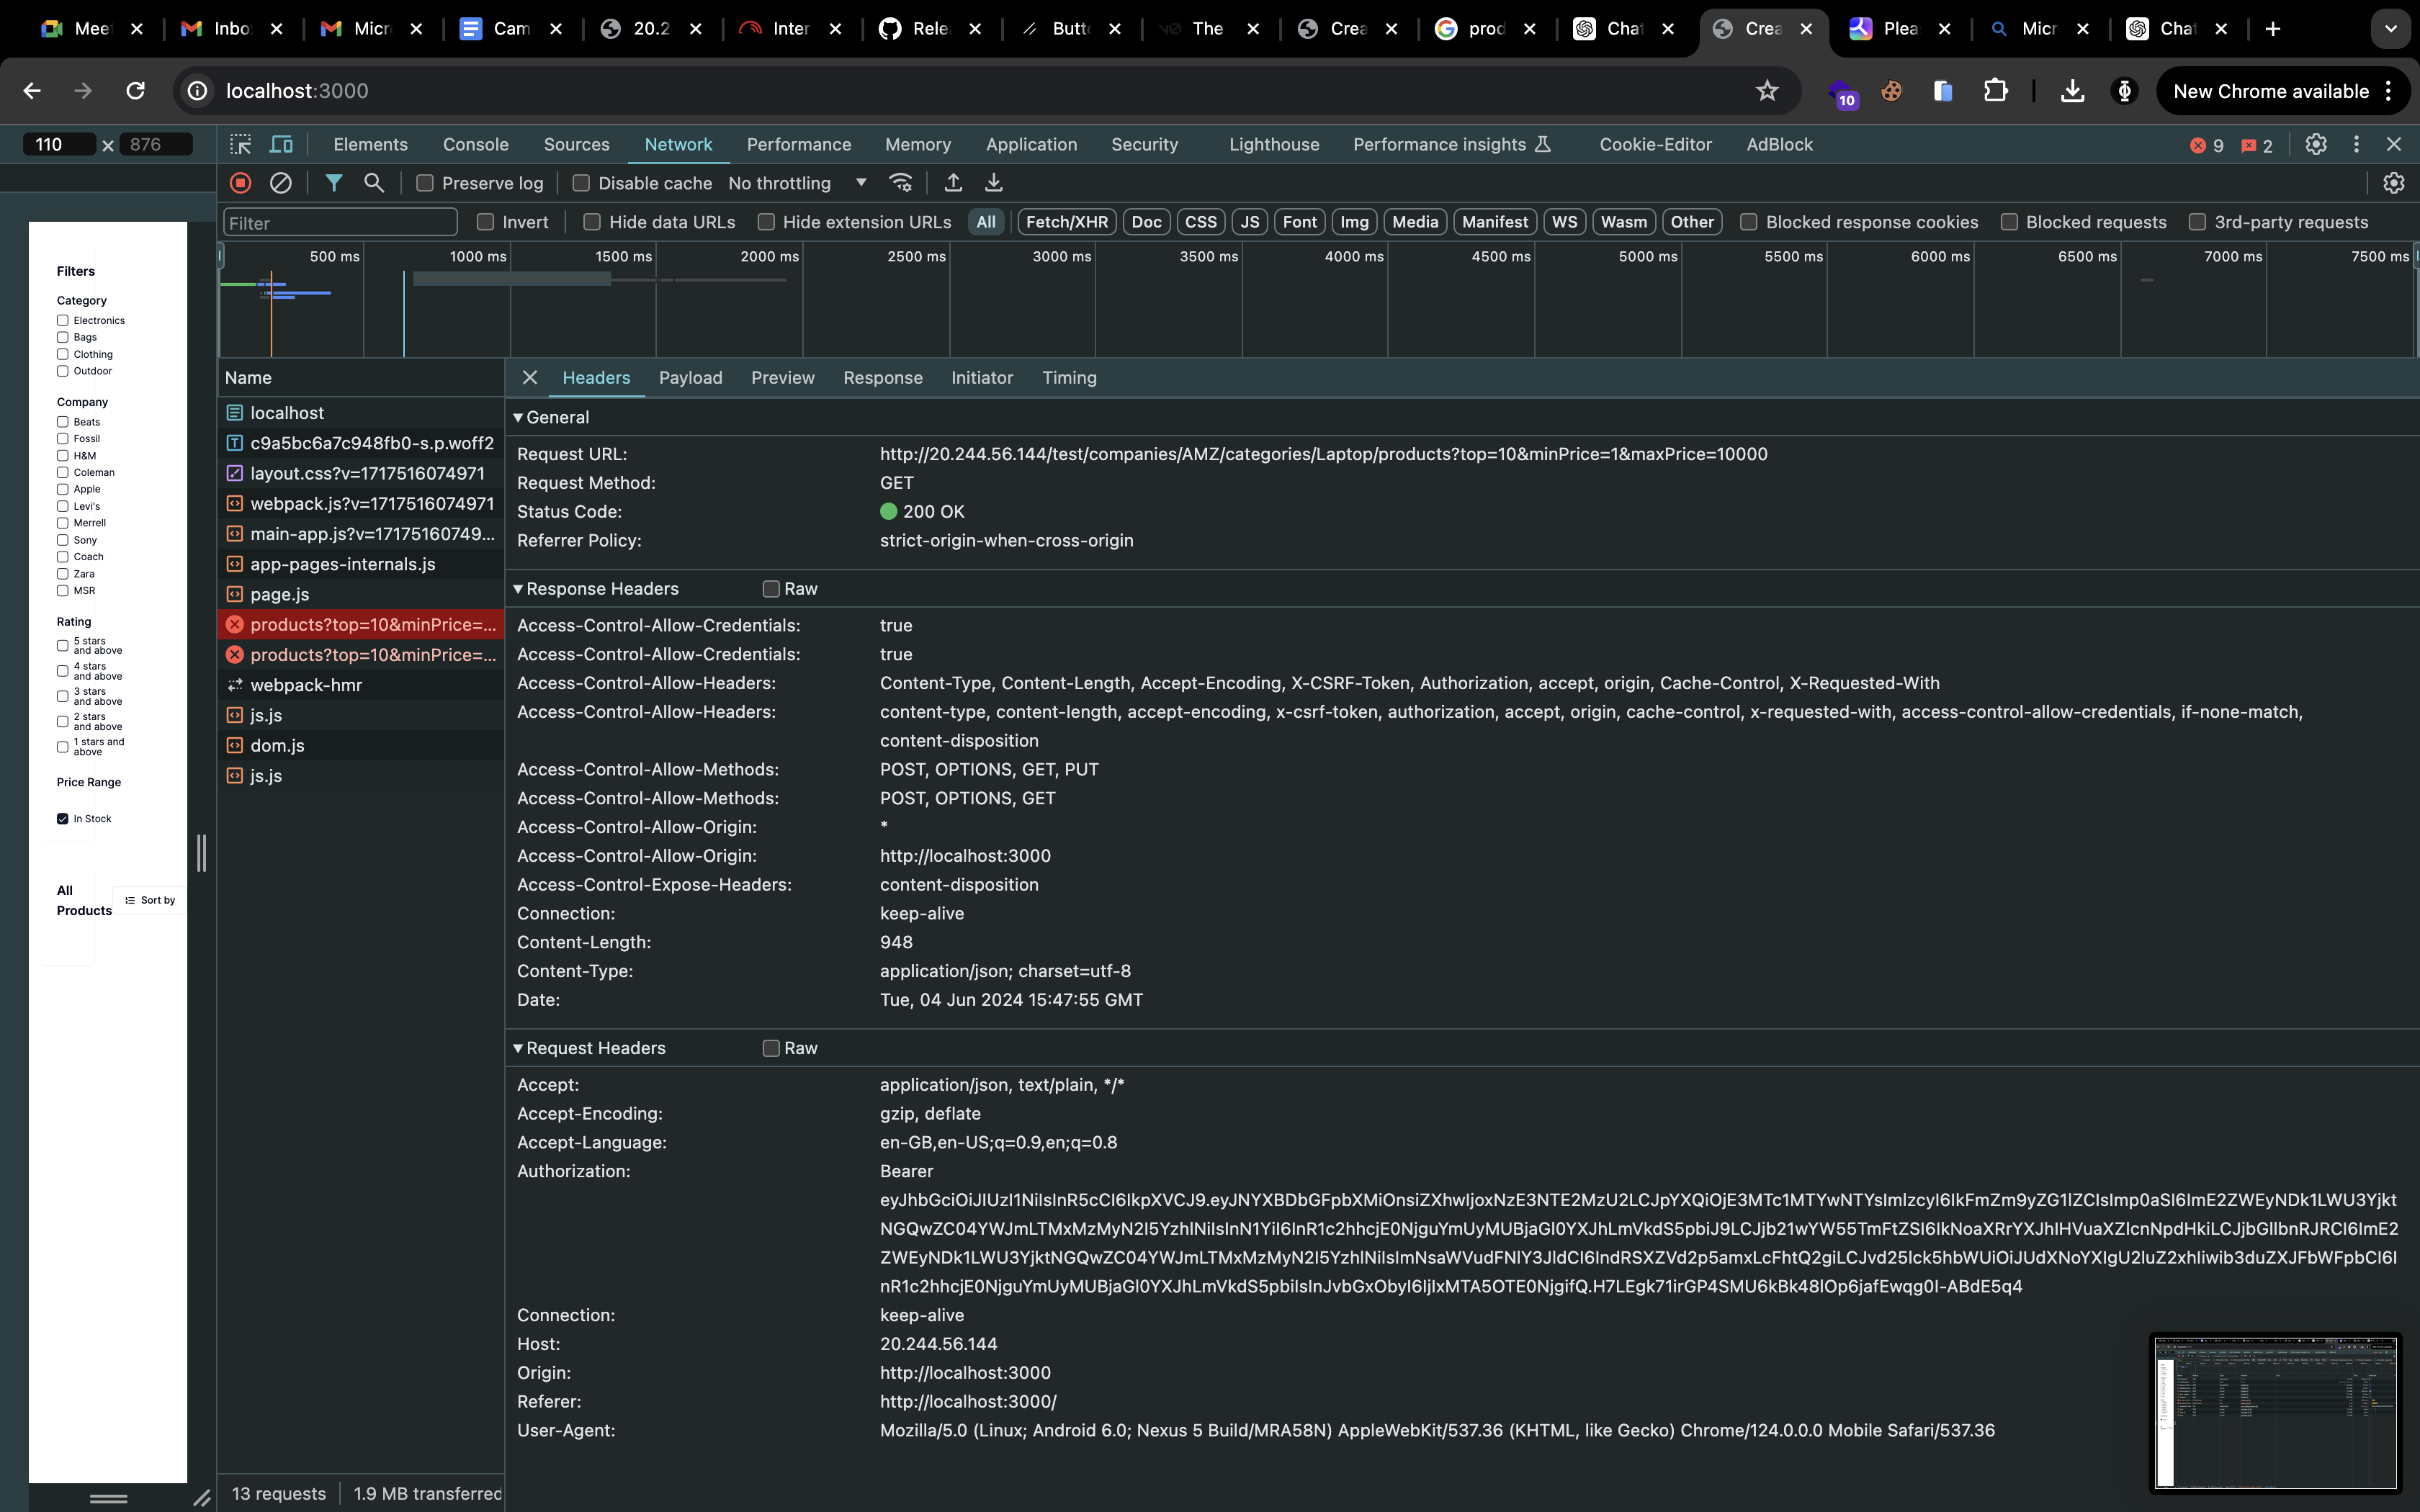 Meet
Inbo
Micr
Cam
20.2
Inter
Rele
Butto
The
Crea
prod
Chat
Crea
Plea
Micr
Chat
localhost:3000
10
New Chrome available
110 × 876
Elements Console Sources Network Performance Memory Application Security Lighthouse Performance insights Cookie-Editor AdBlock 9 2
Preserve log Disable cache No throttling
Filter Invert Hide data URLs Hide extension URLs All Fetch/XHR Doc CSS JS Font Img Media Manifest WS Wasm Other Blocked response cookies Blocked requests 3rd-party requests
500 ms 1000 ms 1500 ms 2000 ms 2500 ms 3000 ms 3500 ms 4000 ms 4500 ms 5000 ms 5500 ms 6000 ms 6500 ms 7000 ms 7500 ms
Filters
Category
Electronics
Bags
Clothing
Outdoor
Company
Beats
Fossil
H&M
Coleman
Apple
Levi's
Merrell
Sony
Coach
Zara
MSR
Rating
5 stars
and above
4 stars
and above
3 stars
and above
2 stars
and above
1 stars and
above
Price Range
In Stock
All
Products
Sort by
Name
localhost
c9a5bc6a7c948fb0-s.p.woff2
layout.css?v=1717516074971
webpack.js?v=1717516074971
main-app.js?v=17175160749...
app-pages-internals.js
page.js
products?top=10&minPrice=...
products?top=10&minPrice=...
webpack-hmr
js.js
dom.js
js.js
13 requests 1.9 MB transferred
Headers Payload Preview Response Initiator Timing
General
Request URL: http://20.244.56.144/test/companies/AMZ/categories/Laptop/products?top=10&minPrice=1&maxPrice=10000
Request Method: GET
Status Code: 200 OK
Referrer Policy: strict-origin-when-cross-origin
Response Headers Raw
Access-Control-Allow-Credentials: true
Access-Control-Allow-Credentials: true
Access-Control-Allow-Headers: Content-Type, Content-Length, Accept-Encoding, X-CSRF-Token, Authorization, accept, origin, Cache-Control, X-Requested-With
Access-Control-Allow-Headers: content-type, content-length, accept-encoding, x-csrf-token, authorization, accept, origin, cache-control, x-requested-with, access-control-allow-credentials, if-none-match,
content-disposition
Access-Control-Allow-Methods: POST, OPTIONS, GET, PUT
Access-Control-Allow-Methods: POST, OPTIONS, GET
Access-Control-Allow-Origin: *
Access-Control-Allow-Origin: http://localhost:3000
Access-Control-Expose-Headers: content-disposition
Connection: keep-alive
Content-Length: 948
Content-Type: application/json; charset=utf-8
Date: Tue, 04 Jun 2024 15:47:55 GMT
Request Headers Raw
Accept: application/json, text/plain, */*
Accept-Encoding: gzip, deflate
Accept-Language: en-GB,en-US;q=0.9,en;q=0.8
Authorization: Bearer
Connection: keep-alive
Host: 20.244.56.144
Origin: http://localhost:3000
Referer: http://localhost:3000/
User-Agent: Mozilla/5.0 (Linux; Android 6.0; Nexus 5 Build/MRA58N) AppleWebKit/537.36 (KHTML, like Gecko) Chrome/124.0.0.0 Mobile Safari/537.36